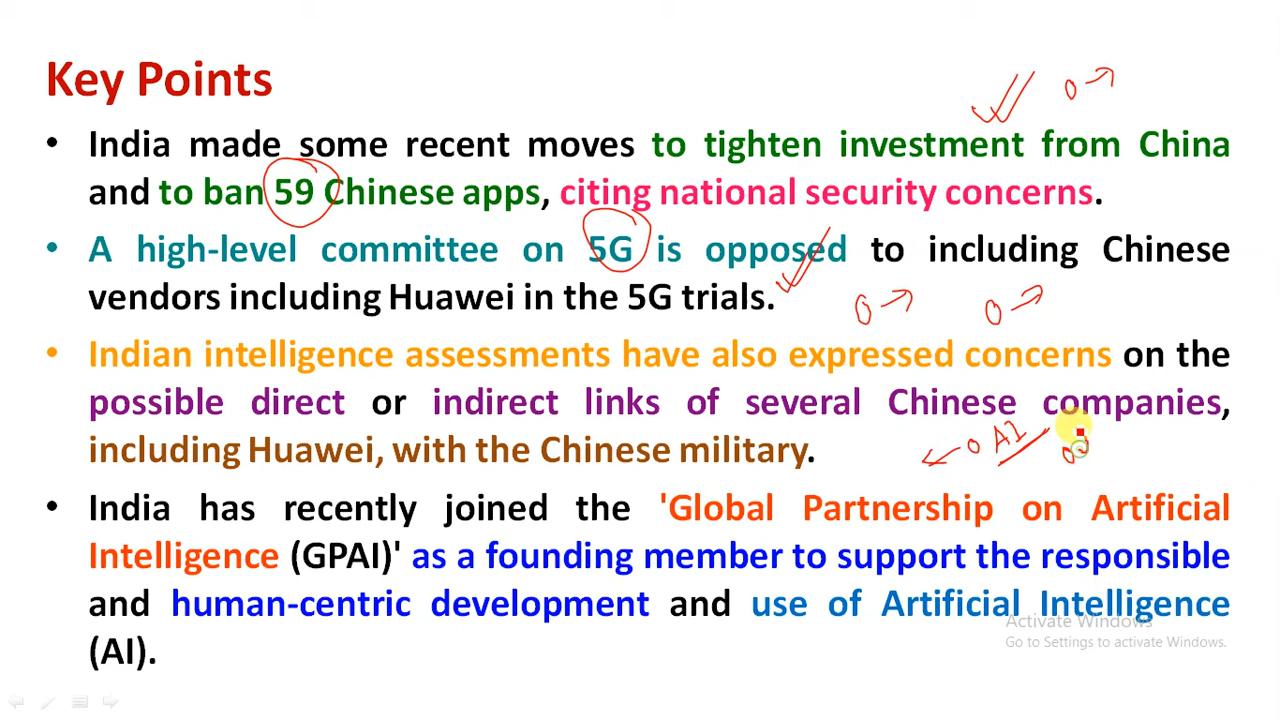 Key Points
• India made some recent moves to tighten investment from China
and to ban 59 Chinese apps, citing national security concerns.
• A high-level committee on 5G is opposed to including Chinese
vendors including Huawei in the 5G trials.
• Indian intelligence assessments have also expressed concerns on the
possible direct or indirect links of several Chinese companies,
including Huawei, with the Chinese military.
AI
• India has recently joined the 'Global Partnership on Artificial
Intelligence (GPAI)' as a founding member to support the responsible
and human-centric development and use of Artificial Intelligence
(AI).
Activate Windows
Go to Settings to activate Windows.